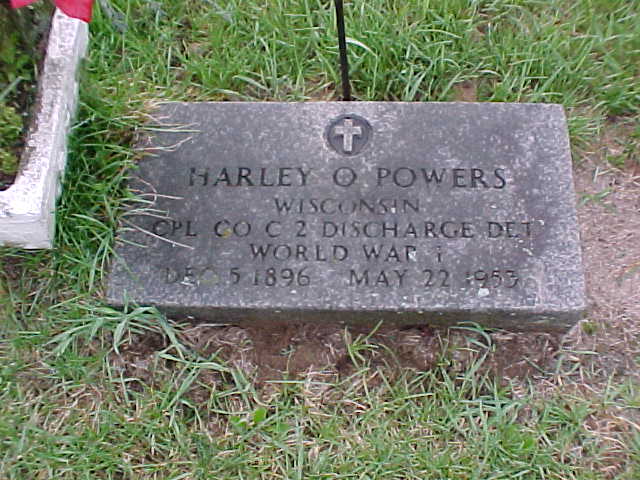 HARLEY O POWERS
WISCONSIN
CPL CO C 2 DISCHARGE DET
WORLD WAR I
DEC 5 1896 MAY 22 1953